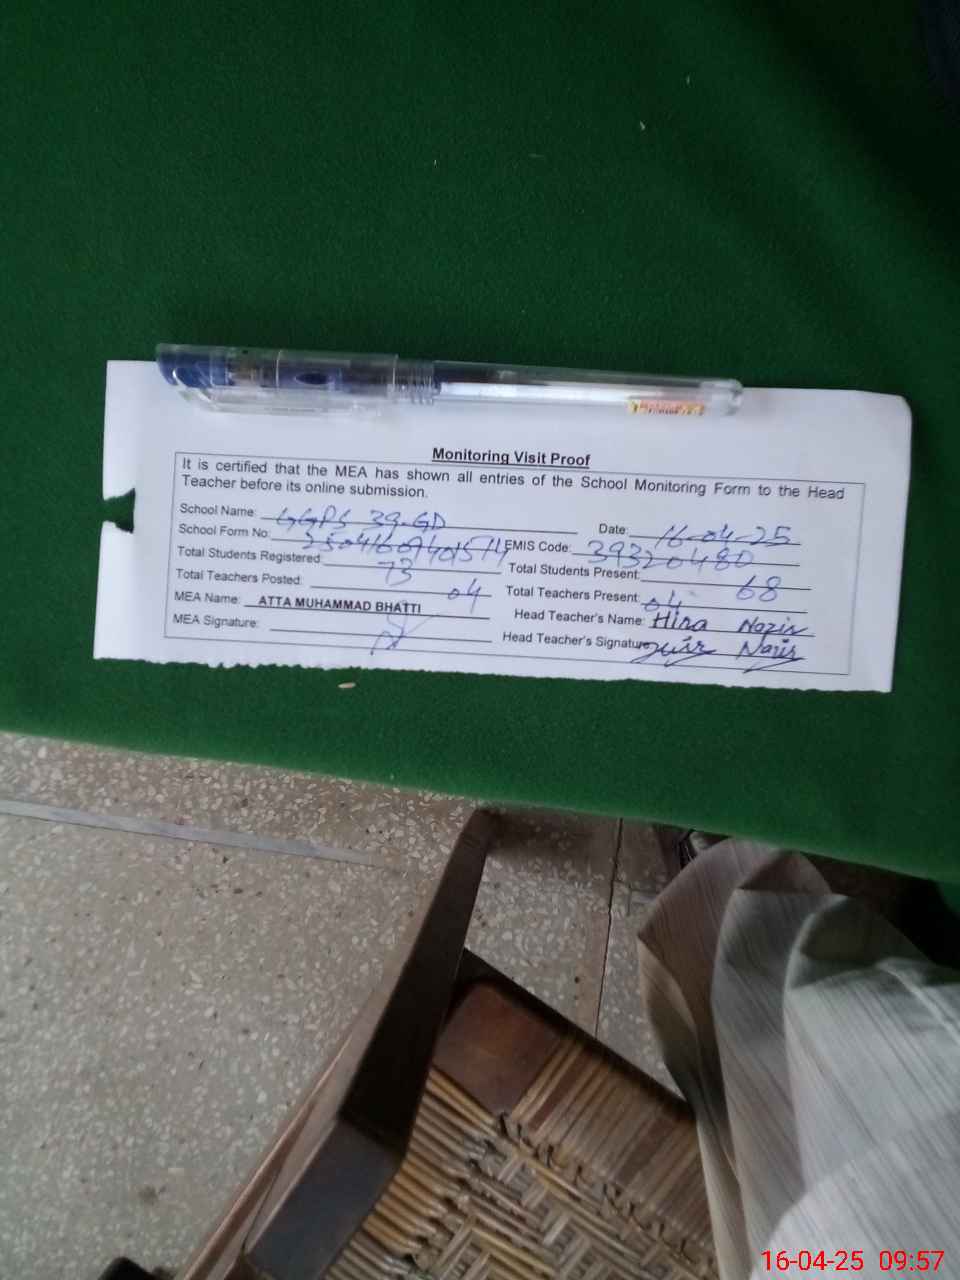 Monitoring Visit Proof
It is certified that the MEA has shown all entries of the School Monitoring Form to the Head
Teacher before its online submission.
School Name: GGPS 39-GD Date: 16-04-25
School Form No: EMIS Code: 39320480
Total Students Registered: 73 Total Students Present: 68
Total Teachers Posted: 04 Total Teachers Present: 04
MEA Name: ATTA MUHAMMAD BHATTI Head Teacher's Name: Hira Nazir
MEA Signature: Head Teacher's Signature
16-04-25 09:57